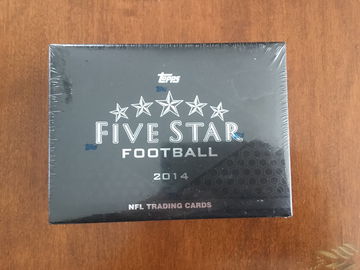 Topps
FIVE STAR
FOOTBALL
2014
NFL TRADING CARDS